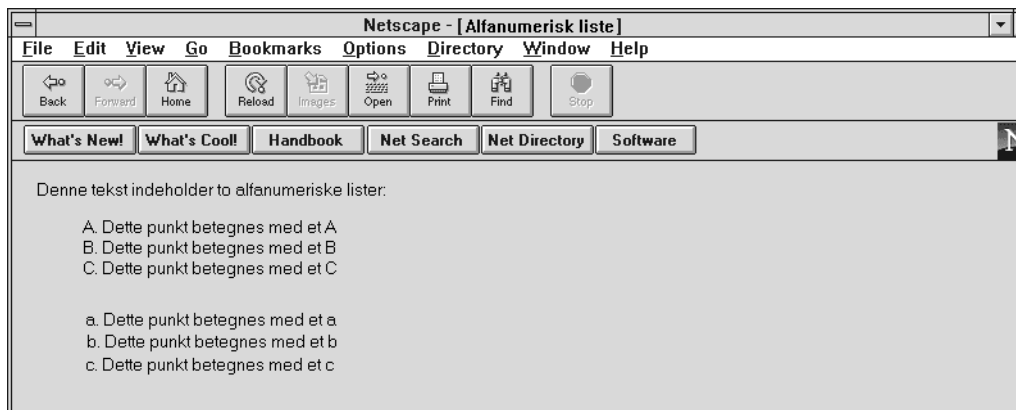 Netscape - [Alfanumerisk liste]
File Edit View Go Bookmarks Options Directory Window Help
Back Forward Home Reload Images Open Print Find Stop
What's New! What's Cool! Handbook Net Search Net Directory Software
N
Denne tekst indeholder to alfanumeriske lister:
A. Dette punkt betegnes med et A
B. Dette punkt betegnes med et B
C. Dette punkt betegnes med et C
a. Dette punkt betegnes med et a
b. Dette punkt betegnes med et b
c. Dette punkt betegnes med et c